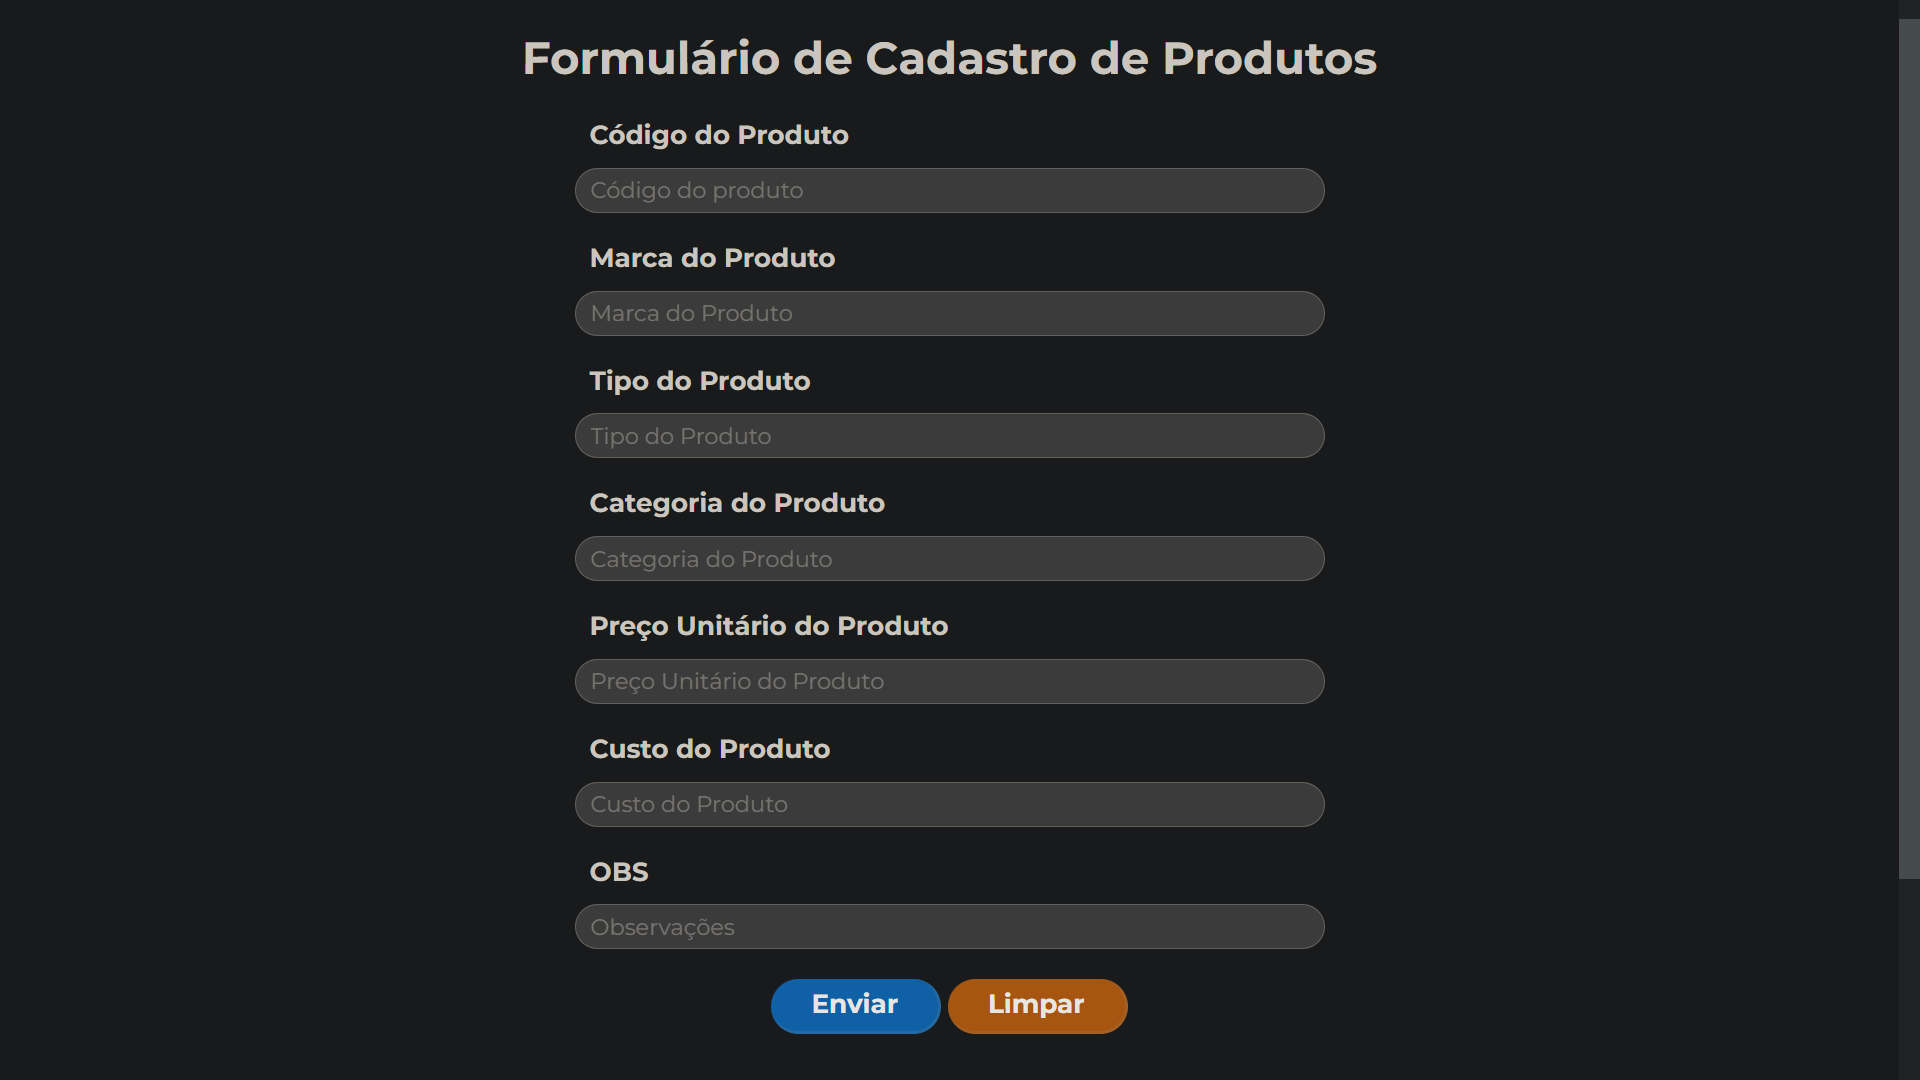 Formulário de Cadastro de Produtos
Código do Produto
Código do produto
Marca do Produto
Marca do Produto
Tipo do Produto
Tipo do Produto
Categoria do Produto
Categoria do Produto
Preço Unitário do Produto
Preço Unitário do Produto
Custo do Produto
Custo do Produto
OBS
Observações
Enviar Limpar